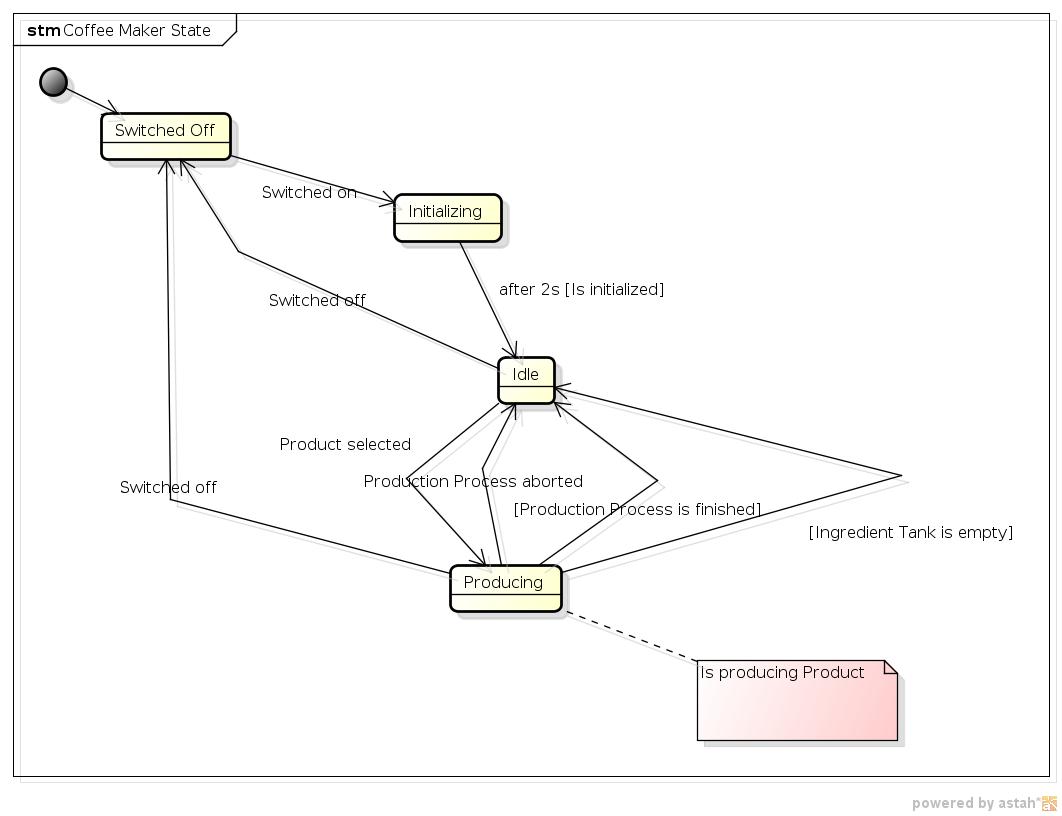 stm Coffee Maker State
Switched Off
Switched on
Initializing
after 2s [Is initialized]
Switched off
Idle
Product selected
Production Process aborted
Switched off
[Production Process is finished]
[Ingredient Tank is empty]
Producing
Is producing Product
powered by astah*